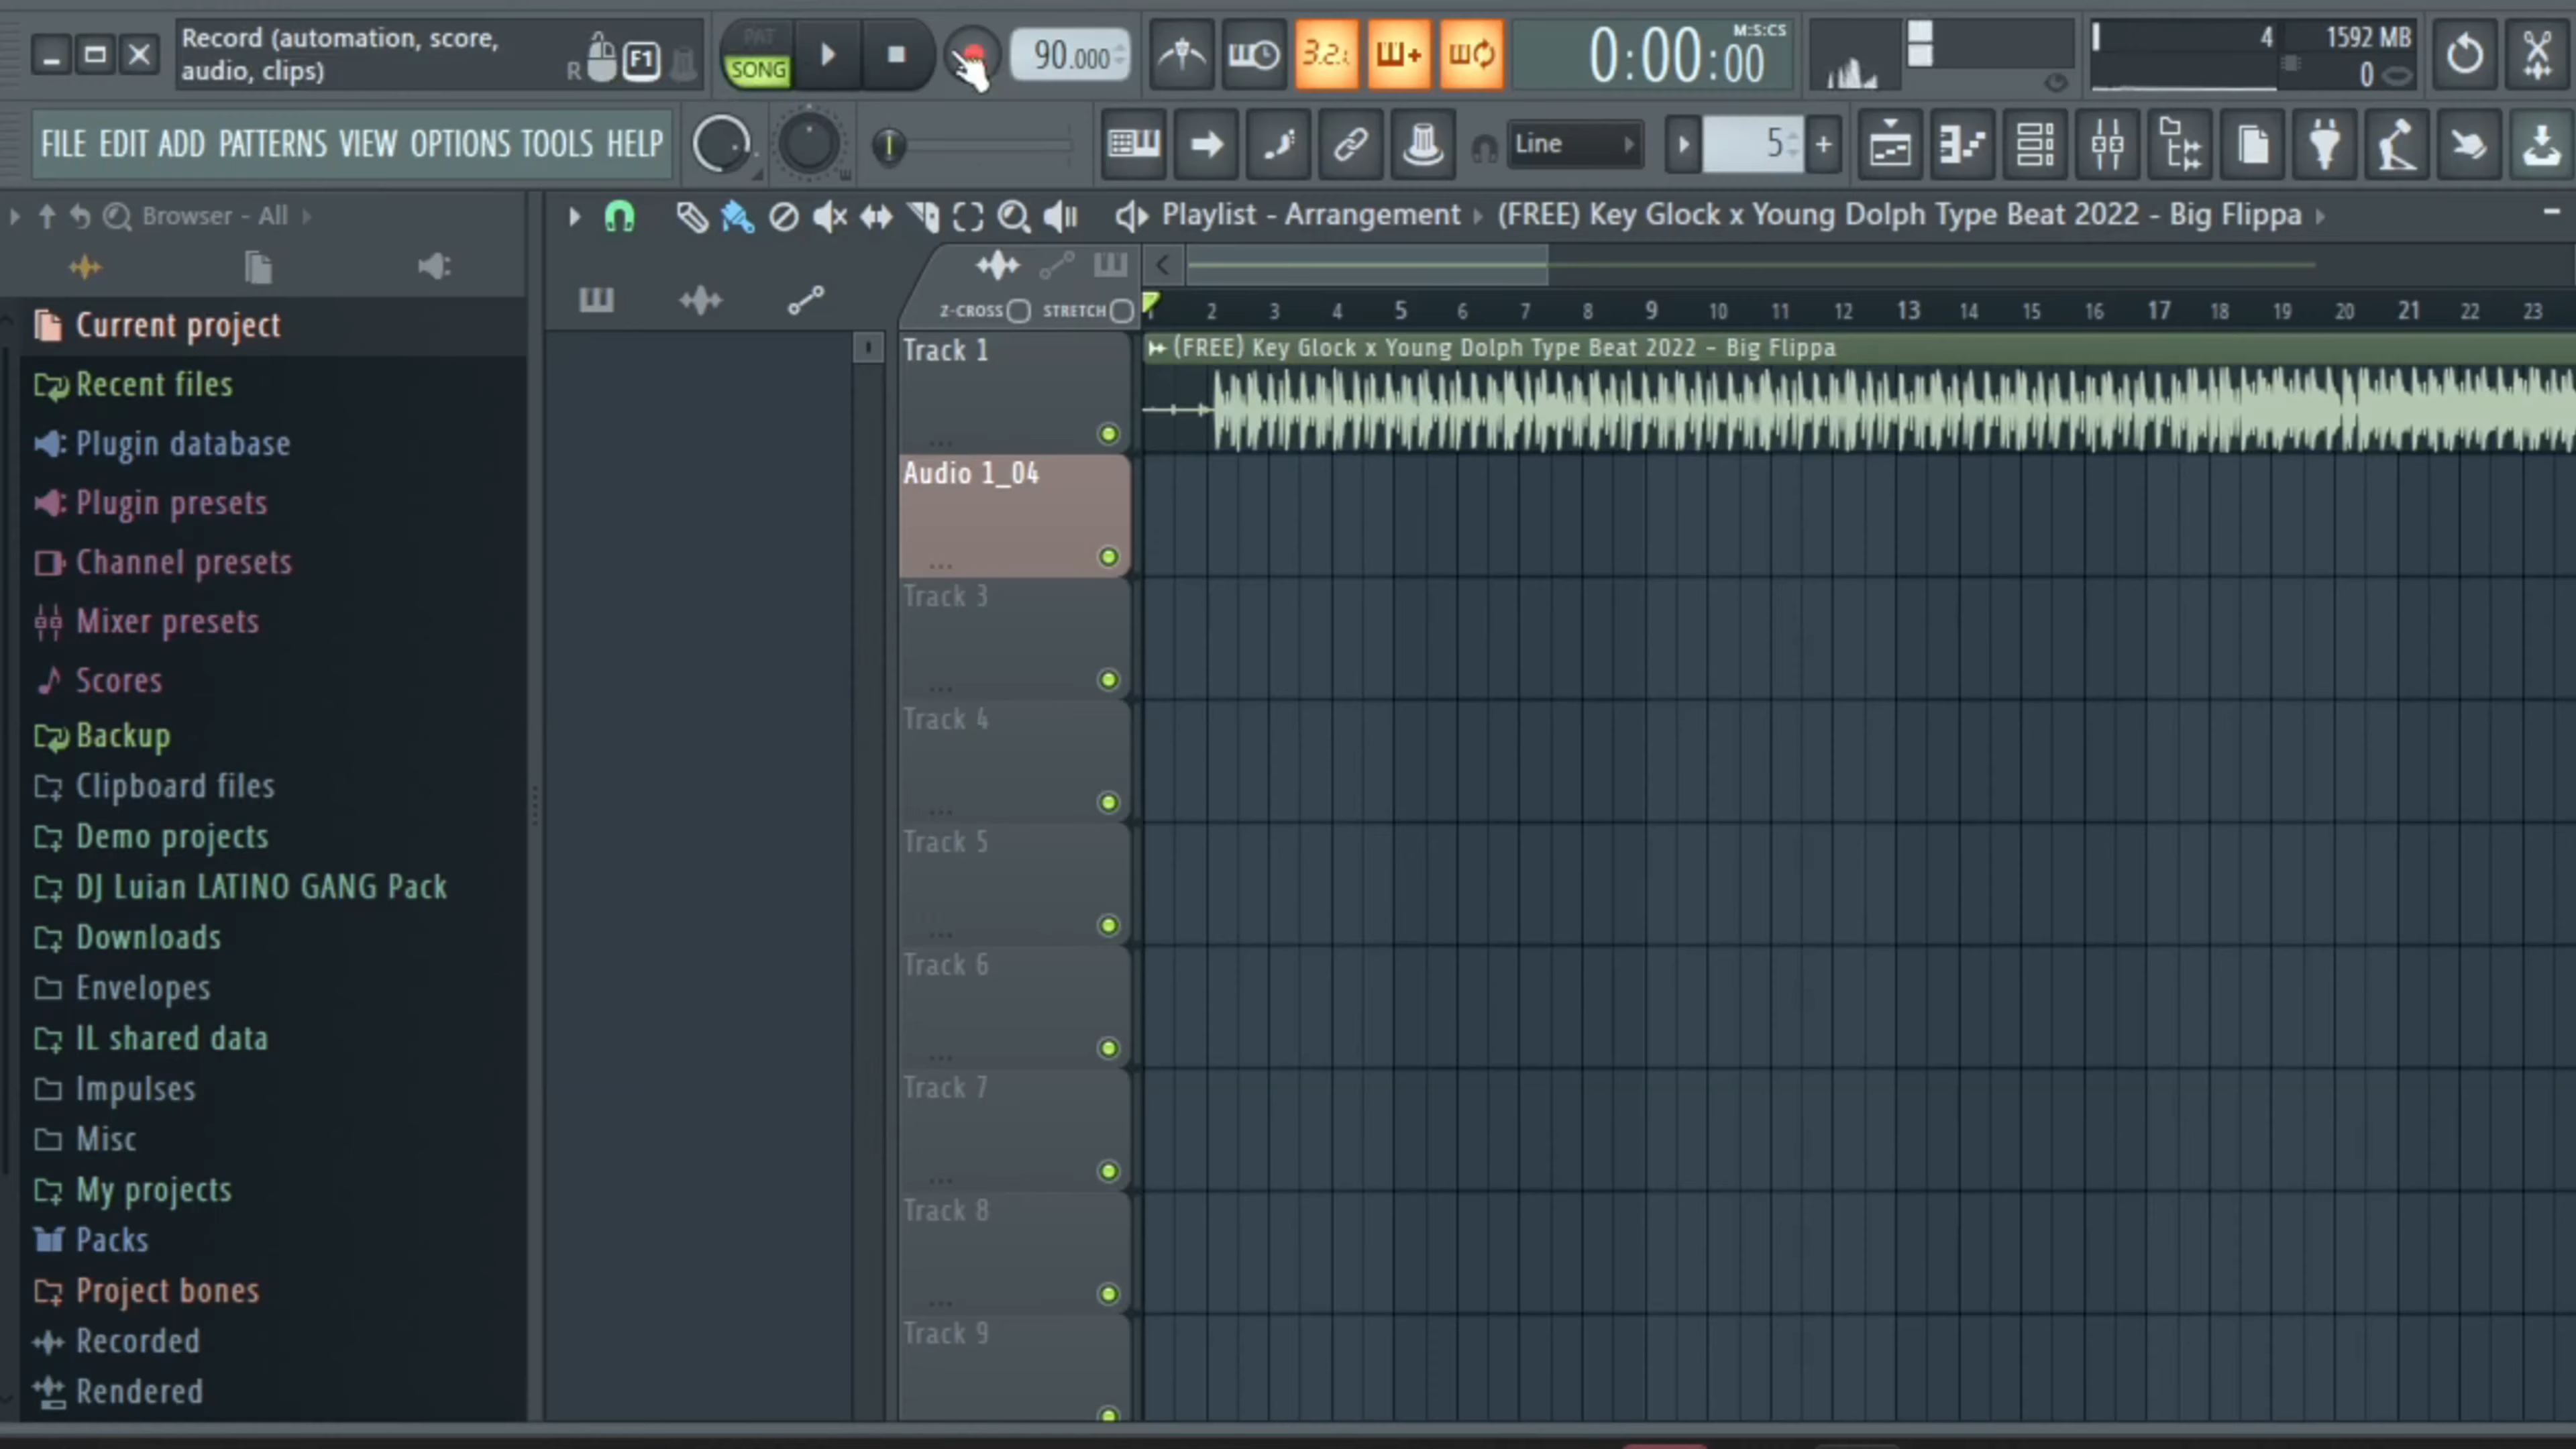 Record (automation, score,
audio, clips)
R
F1
PAT
SONG
90.000
3.2.
0:00:00
M:S:CS
4
1592 MB
0
FILE EDIT ADD PATTERNS VIEW OPTIONS TOOLS HELP
Line
5
Browser - All
Playlist - Arrangement
(FREE) Key Glock x Young Dolph Type Beat 2022 - Big Flippa
Z-CROSS
STRETCH
1 2 3 4 5 6 7 8 9 10 11 12 13 14 15 16 17 18 19 20 21 22 23
Current project
Recent files
Plugin database
Plugin presets
Channel presets
Mixer presets
Scores
Backup
Clipboard files
Demo projects
DJ Luian LATINO GANG Pack
Downloads
Envelopes
IL shared data
Impulses
Misc
My projects
Packs
Project bones
Recorded
Rendered
Track 1
(FREE) Key Glock x Young Dolph Type Beat 2022 - Big Flippa
Audio 1_04
Track 3
Track 4
Track 5
Track 6
Track 7
Track 8
Track 9